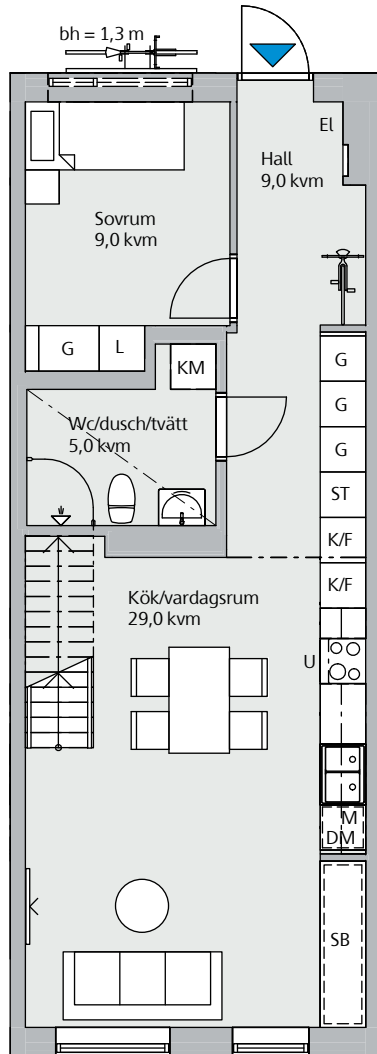 bh = 1,3 m
El
Hall
9,0 kvm
Sovrum
9,0 kvm
G
L
KM
G
G
G
ST
K/F
K/F
Wc/dusch/tvätt
5,0 kvm
Kök/vardagsrum
29,0 kvm
U
M
DM
SB